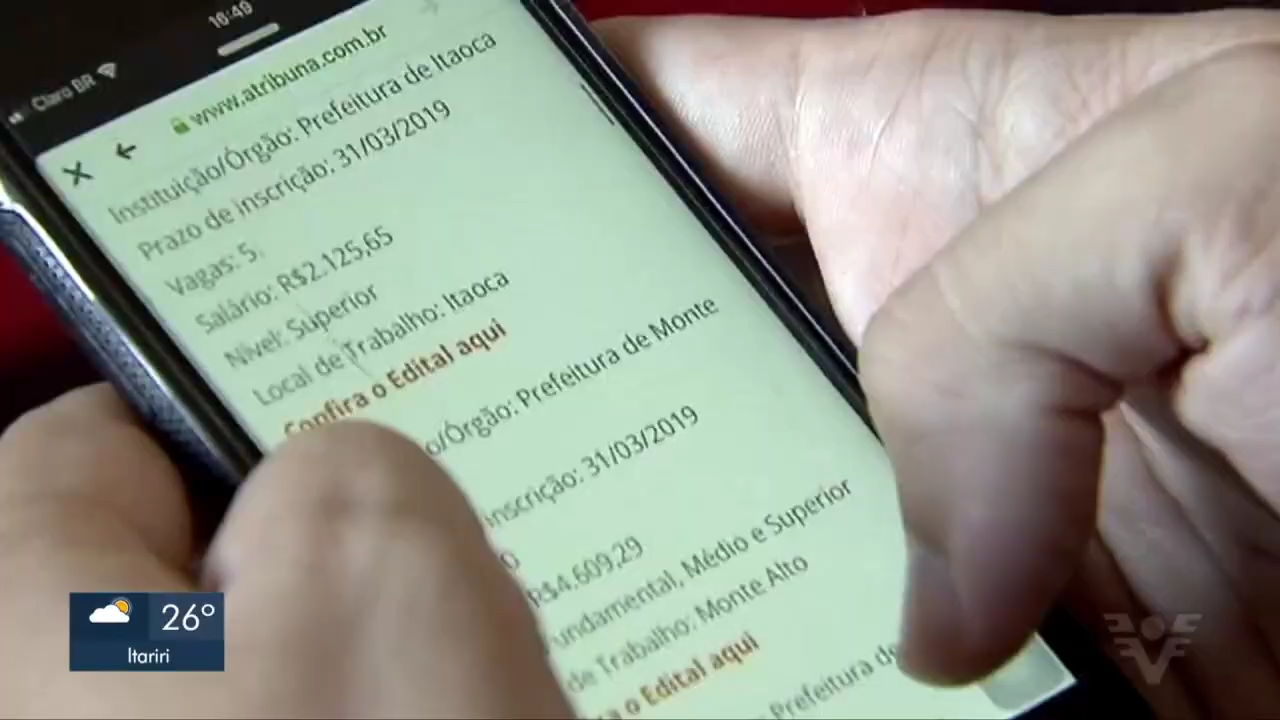 16:49
Claro BR
www.atribuna.com.br
Instituição/Órgão: Prefeitura de Itaoca
Prazo de inscrição: 31/03/2019
Vagas: 5.
Salário: R$2.125,65
Nível: Superior
Local de Trabalho: Itaoca
Confira o Edital aqui
o/Órgão: Prefeitura de Monte
inscrição: 31/03/2019
0
R$4.609,29
undamental, Médio e Superior
de Trabalho: Monte Alto
a o Edital aqui
Prefeitura de
26°
Itariri